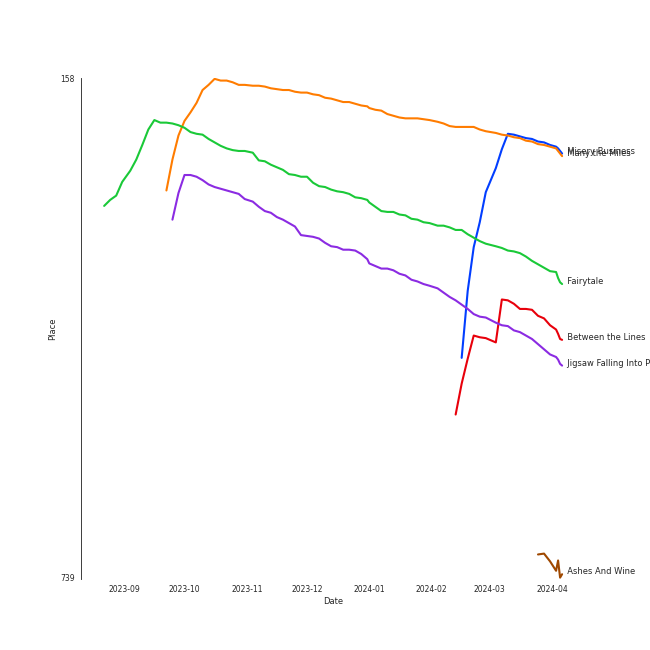 158
Misery Business
Many the Miles
Fairytale
Place
Between the Lines
Jigsaw Falling Into P
Ashes And Wine
739
2023-09 2023-10 2023-11 2023-12 2024-01 2024-02 2024-03 2024-04
Date